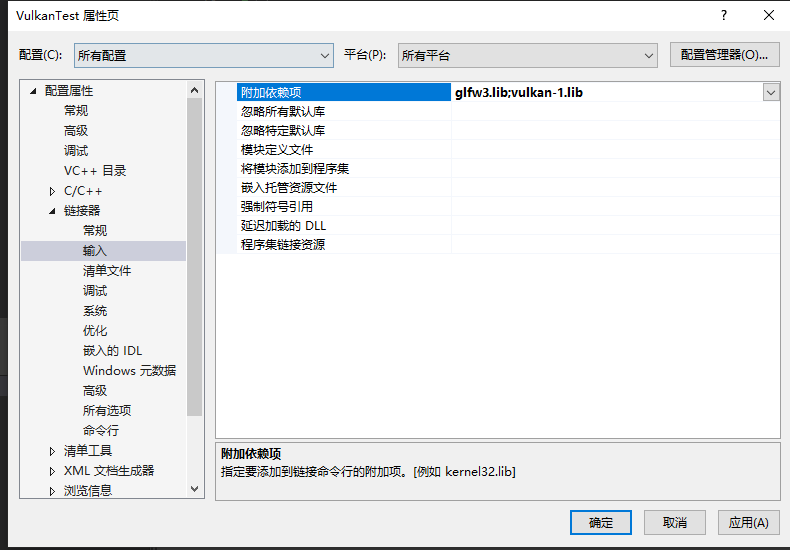 VulkanTest 属性页
配置(C): 所有配置 平台(P): 所有平台 配置管理器(O)...
配置属性
常规
高级
调试
VC++ 目录
C/C++
链接器
常规
输入
清单文件
调试
系统
优化
嵌入的 IDL
Windows 元数据
高级
所有选项
命令行
清单工具
XML 文档生成器
浏览信息
附加依赖项 glfw3.lib;vulkan-1.lib
忽略所有默认库
忽略特定默认库
模块定义文件
将模块添加到程序集
嵌入托管资源文件
强制符号引用
延迟加载的 DLL
程序集链接资源
附加依赖项
指定要添加到链接命令行的附加项。[例如 kernel32.lib]
确定 取消 应用(A)